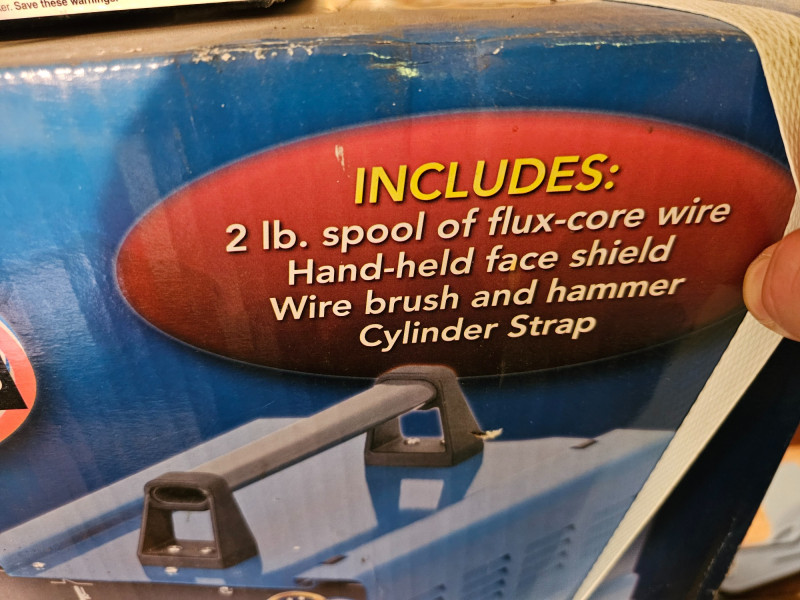 er. Save these warnings.
INCLUDES:
2 lb. spool of flux-core wire
Hand-held face shield
Wire brush and hammer
Cylinder Strap